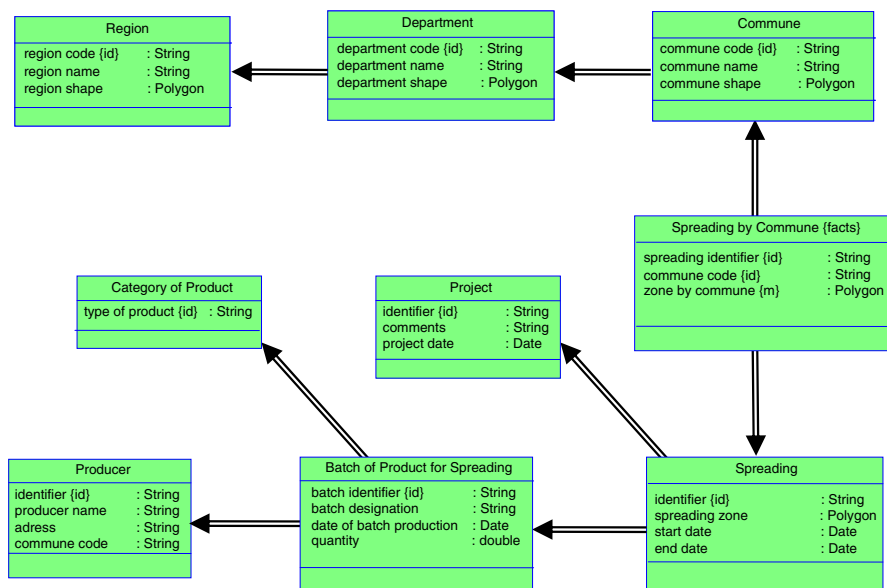 Region
region code {id} : String
region name : String
region shape : Polygon
Department
department code {id} : String
department name : String
department shape : Polygon
Commune
commune code {id} : String
commune name : String
commune shape : Polygon
Spreading by Commune {facts}
spreading identifier {id} : String
commune code {id} : String
zone by commune {m} : Polygon
Category of Product
type of product {id} : String
Project
identifier {id} : String
comments : String
project date : Date
Producer
identifier {id} : String
producer name : String
adress : String
commune code : String
Batch of Product for Spreading
batch identifier {id} : String
batch designation : String
date of batch production : Date
quantity : double
Spreading
identifier {id} : String
spreading zone : Polygon
start date : Date
end date : Date